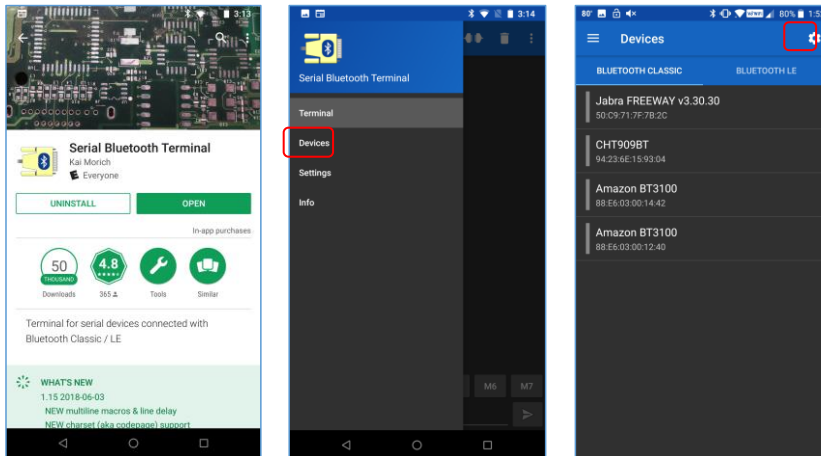 3:13
Serial Bluetooth Terminal
Kai Morich
Everyone
UNINSTALL
OPEN
In-app purchases
50
THOUSAND
4.8
Downloads
365
Tools
Similar
Terminal for serial devices connected with
Bluetooth Classic / LE
WHAT'S NEW
1.15 2018-06-03
NEW multiline macros & line delay
NEW charset (aka codepage) support
3:14
Serial Bluetooth Terminal
Terminal
Devices
Settings
Info
M6
M7
80°
80%
Devices
BLUETOOTH CLASSIC
BLUETOOTH LE
Jabra FREEWAY v3.30.30
50:C9:71:7F:7B:2C
CHT909BT
94:23:6E:15:93:04
Amazon BT3100
88:E6:03:00:14:42
Amazon BT3100
88:E6:03:00:12:40